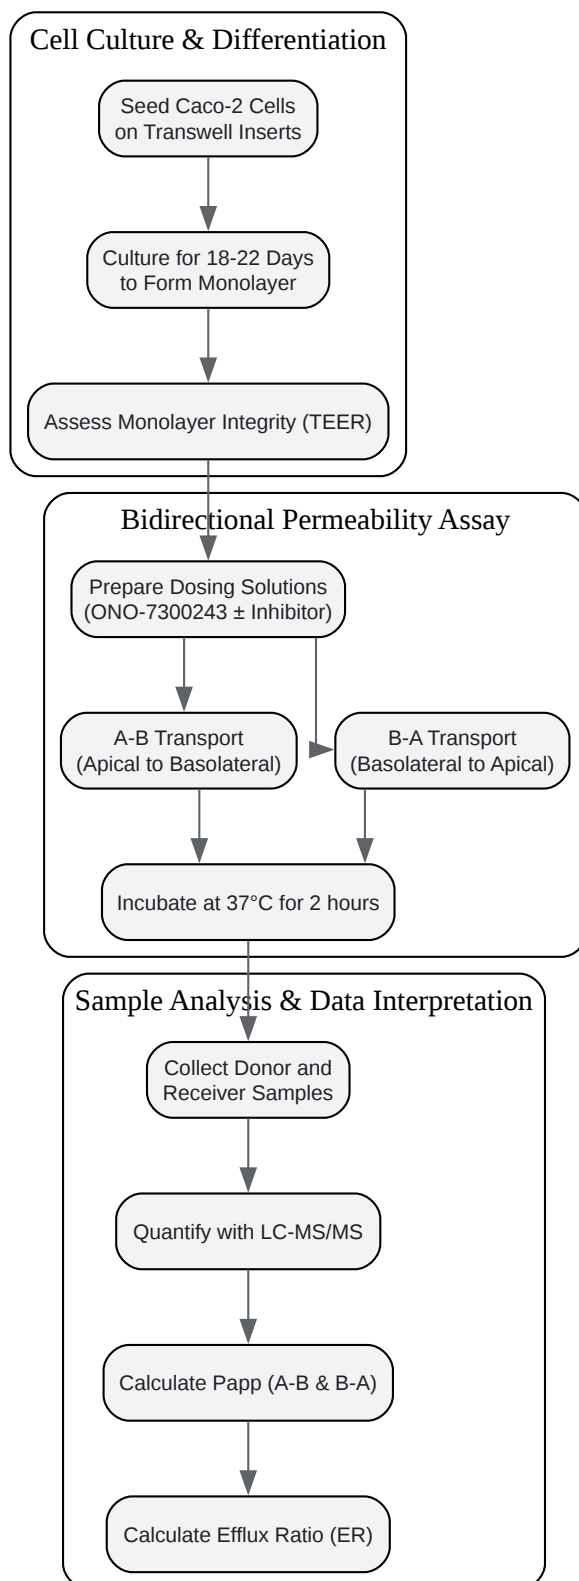 Cell Culture & Differentiation
Seed Caco-2 Cells
on Transwell Inserts
Culture for 18-22 Days
to Form Monolayer
Assess Monolayer Integrity (TEER)
Bidirectional Permeability Assay
Prepare Dosing Solutions
(ONO-7300243 ± Inhibitor)
A-B Transport
(Apical to Basolateral)
B-A Transport
(Basolateral to Apical)
Incubate at 37°C for 2 hours
Sample Analysis & Data Interpretation
Collect Donor and
Receiver Samples
Quantify with LC-MS/MS
Calculate Papp (A-B & B-A)
Calculate Efflux Ratio (ER)